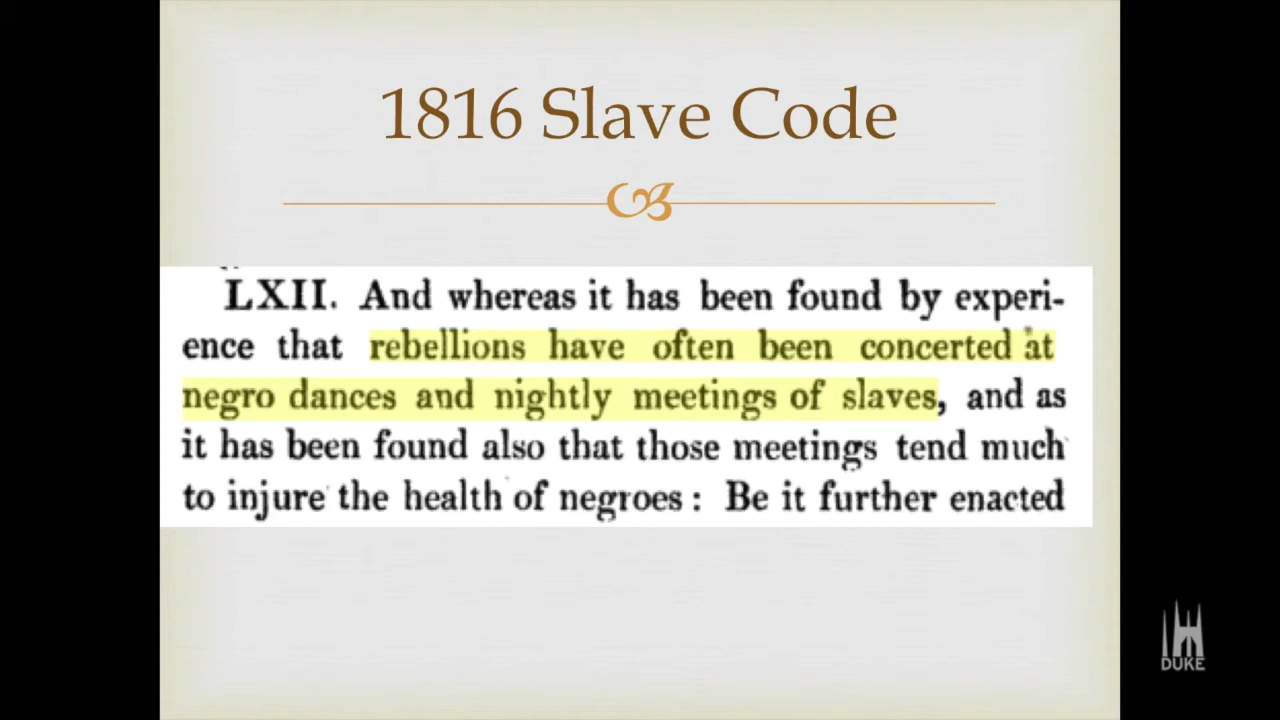 1816 Slave Code
LXII. And whereas it has been found by experi-
ence that rebellions have often been concerted at
negro dances and nightly meetings of slaves, and as
it has been found also that those meetings tend much
to injure the health of negroes: Be it further enacted
DUKE